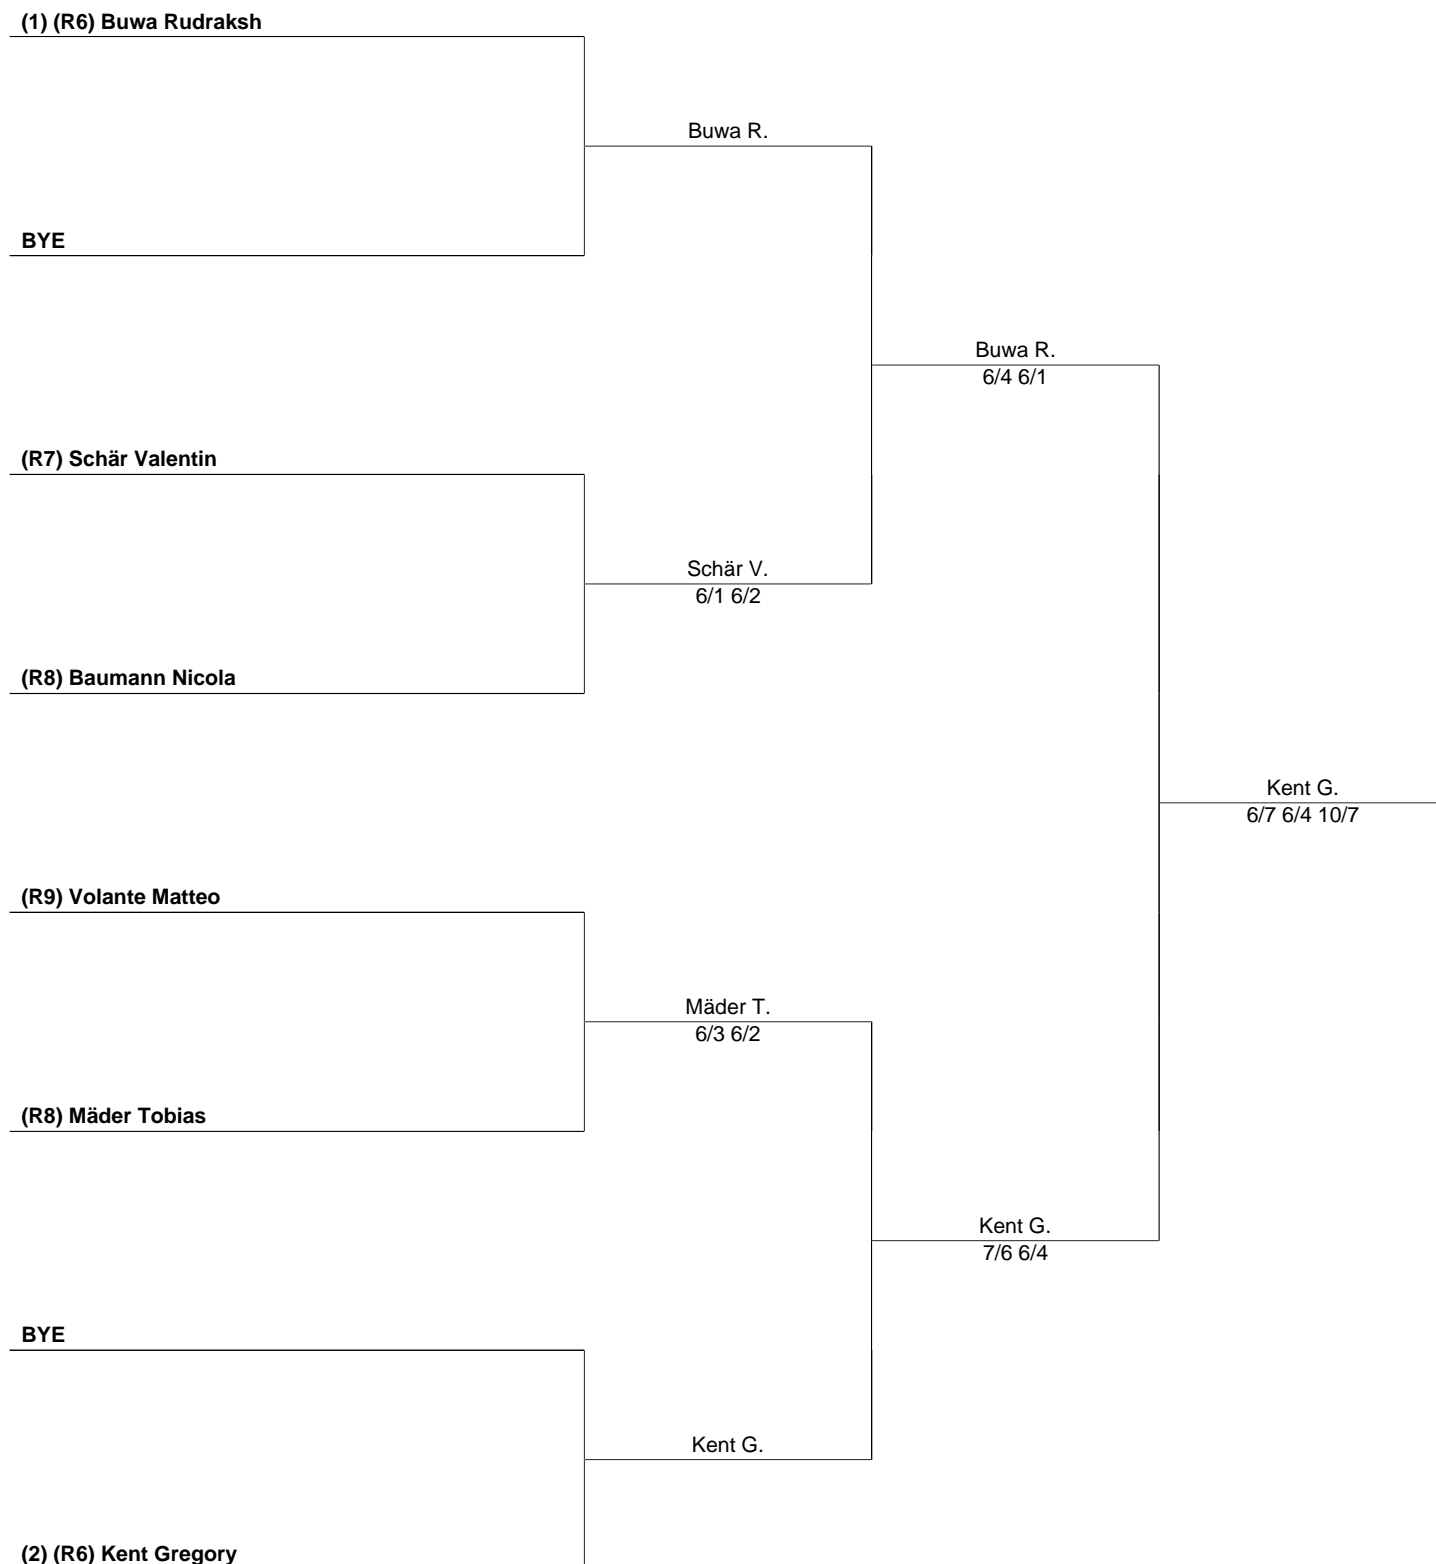 (1) (R6) Buwa Rudraksh
Buwa R.
BYE
Buwa R.
6/4 6/1
(R7) Schär Valentin
Schär V.
6/1 6/2
(R8) Baumann Nicola
Kent G.
6/7 6/4 10/7
(R9) Volante Matteo
Mäder T.
6/3 6/2
(R8) Mäder Tobias
Kent G.
7/6 6/4
BYE
Kent G.
(2) (R6) Kent Gregory